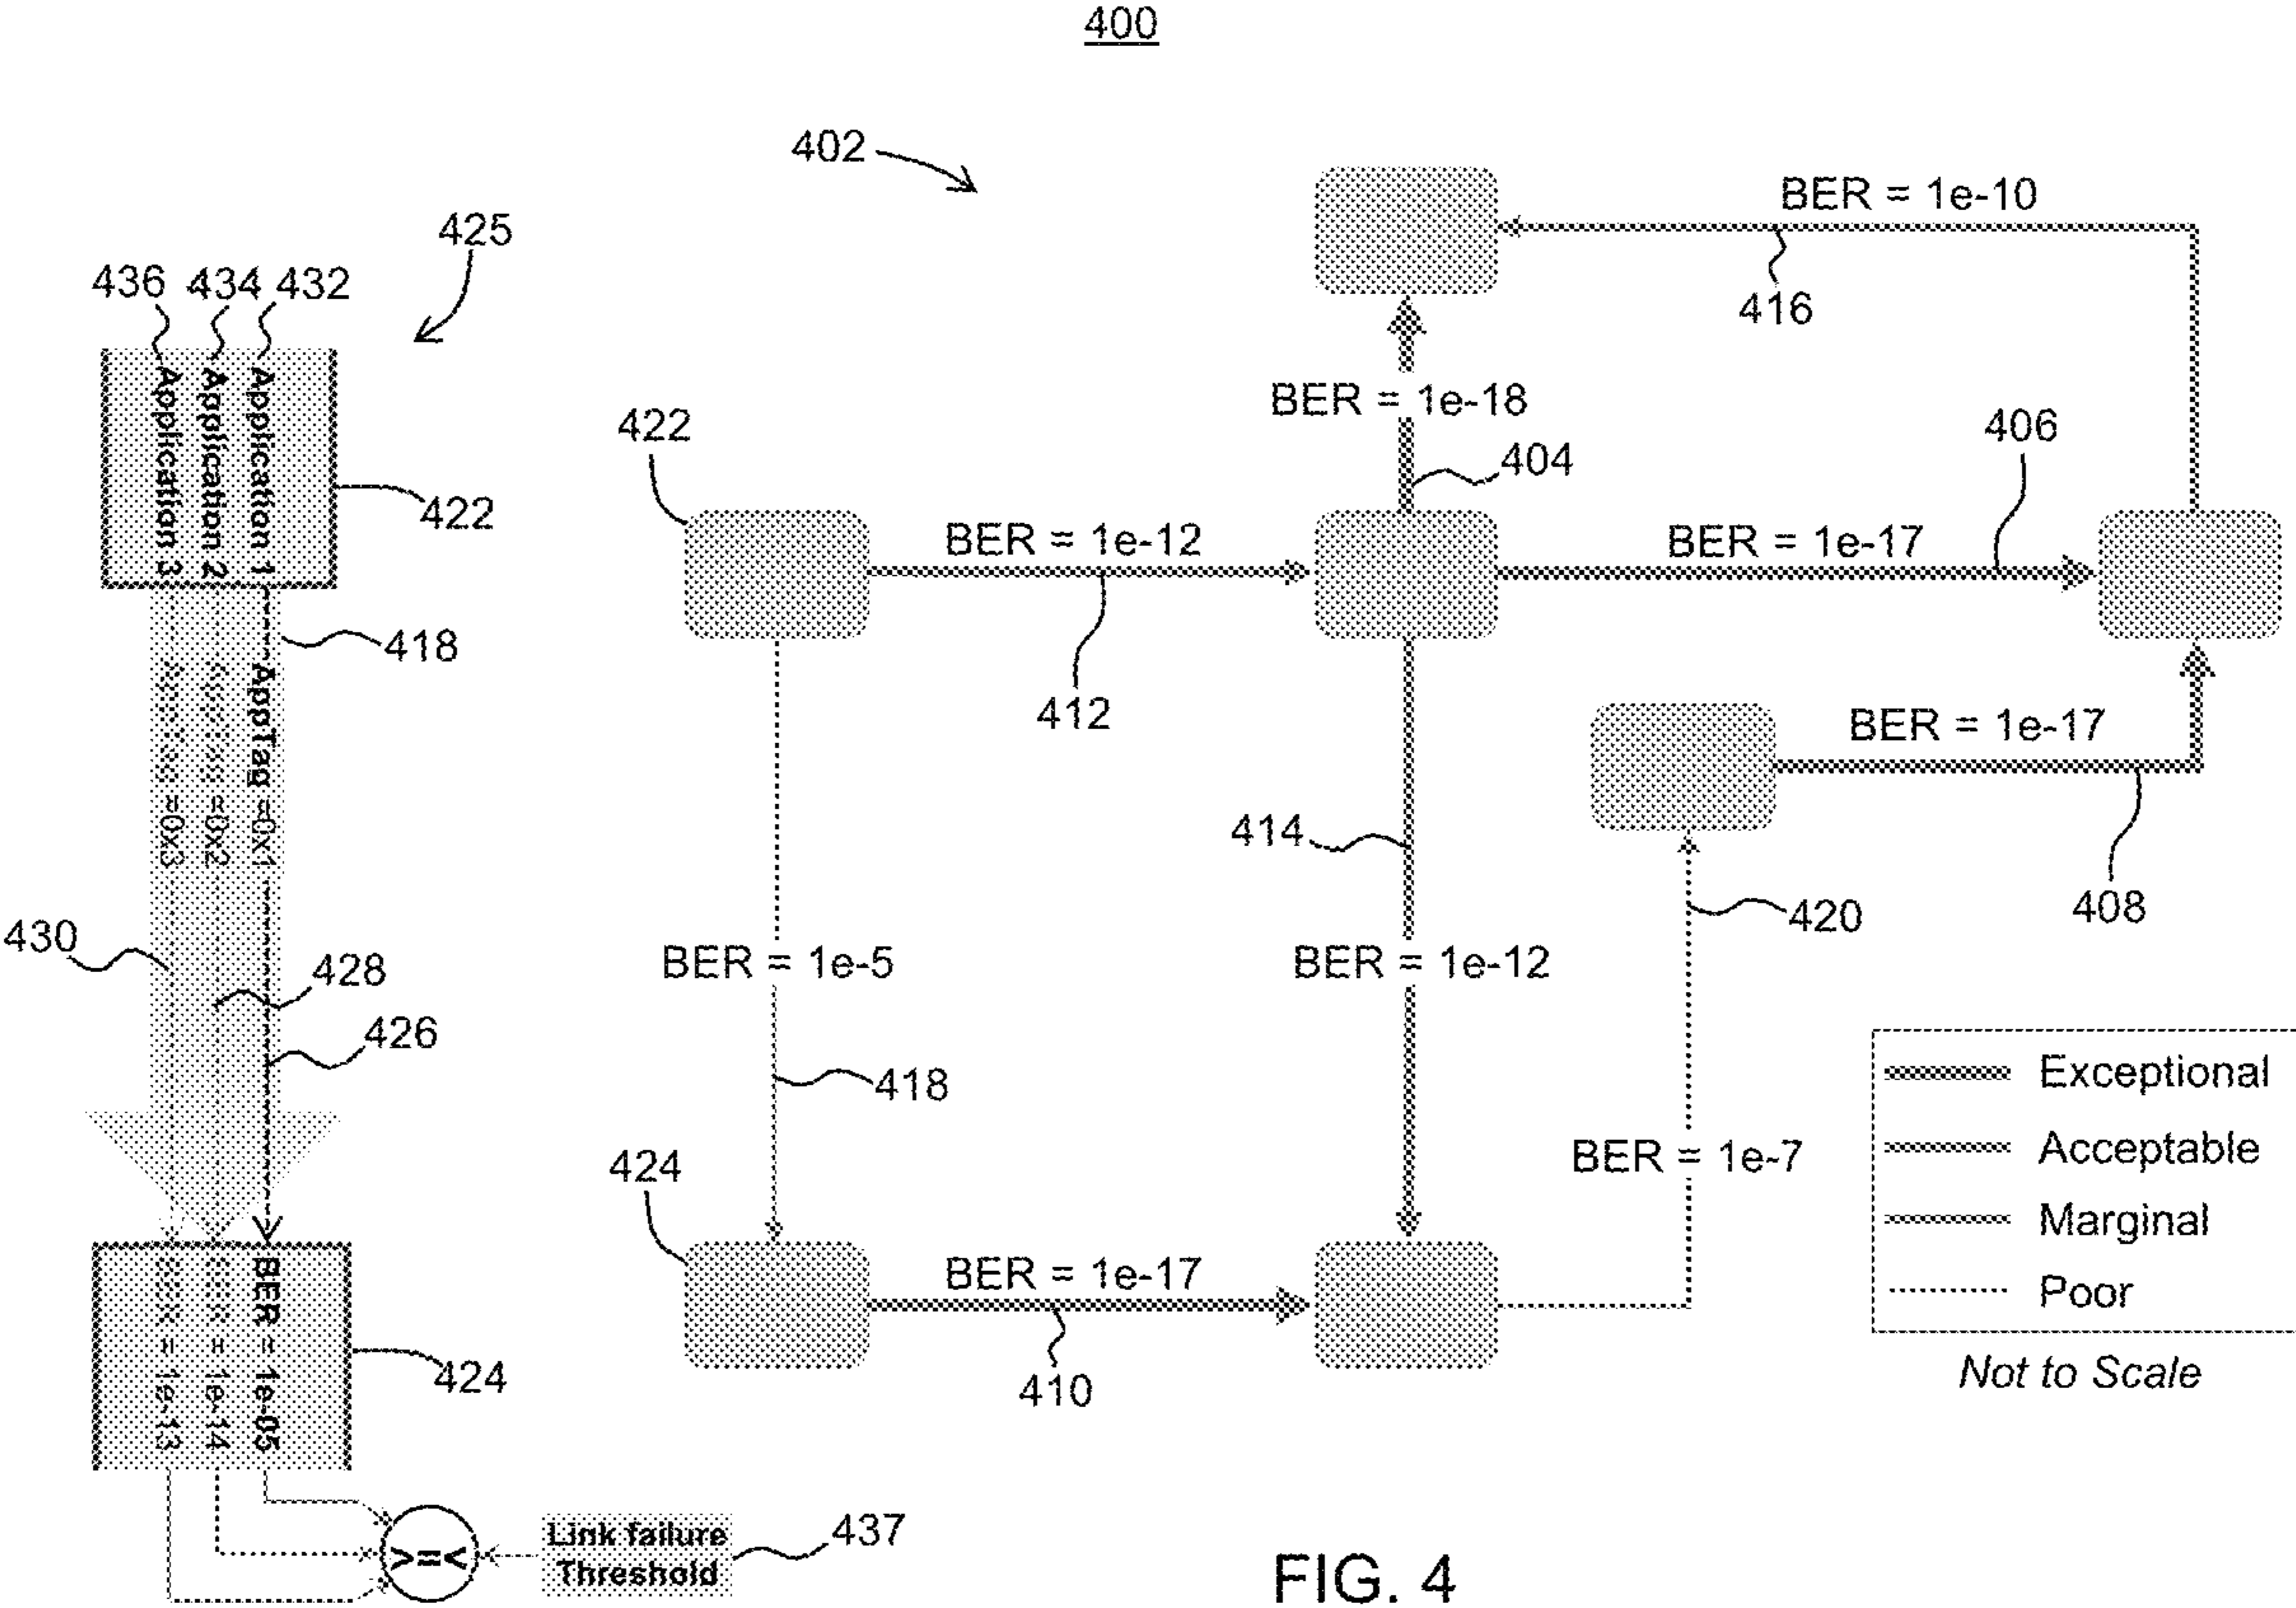 400
402
425
436 434 432
Application 1
Application 2
Application 3
422
418
AppTag =0x1
=0x2
=0x3
430
428
426
BER = 1e-05
= 1e-14
= 1e-13
424
>=<
Link failure
Threshold
437
BER = 1e-10
416
BER = 1e-18
404
422
BER = 1e-12
412
BER = 1e-17
406
BER = 1e-17
408
414
420
BER = 1e-5
418
BER = 1e-12
BER = 1e-7
424
BER = 1e-17
410
Exceptional
Acceptable
Marginal
Poor
Not to Scale
FIG. 4